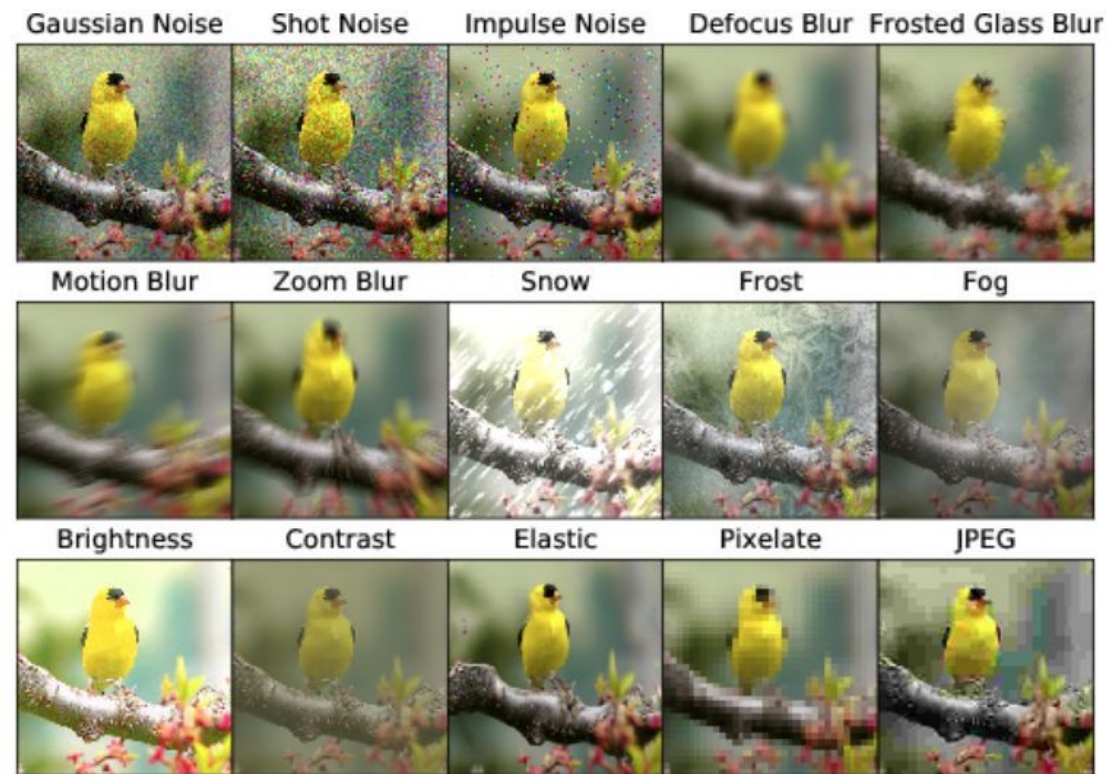 Gaussian Noise Shot Noise Impulse Noise Defocus Blur Frosted Glass Blur
Motion Blur Zoom Blur Snow Frost Fog
Brightness Contrast Elastic Pixelate JPEG